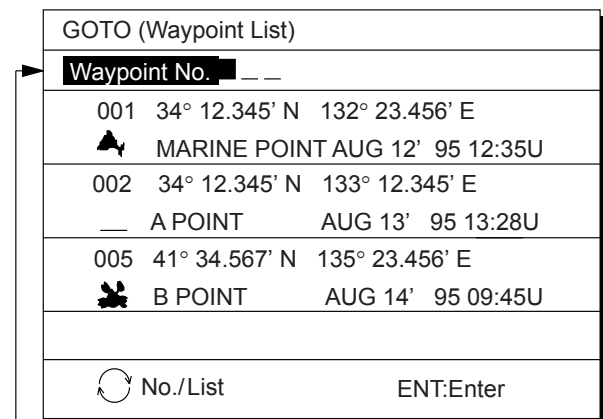 GOTO (Waypoint List)
Waypoint No. _ _
001 34° 12.345’ N 132° 23.456’ E
MARINE POINT AUG 12’ 95 12:35U
002 34° 12.345’ N 133° 12.345’ E
__ A POINT AUG 13’ 95 13:28U
005 41° 34.567’ N 135° 23.456’ E
B POINT AUG 14’ 95 09:45U
No./List ENT:Enter